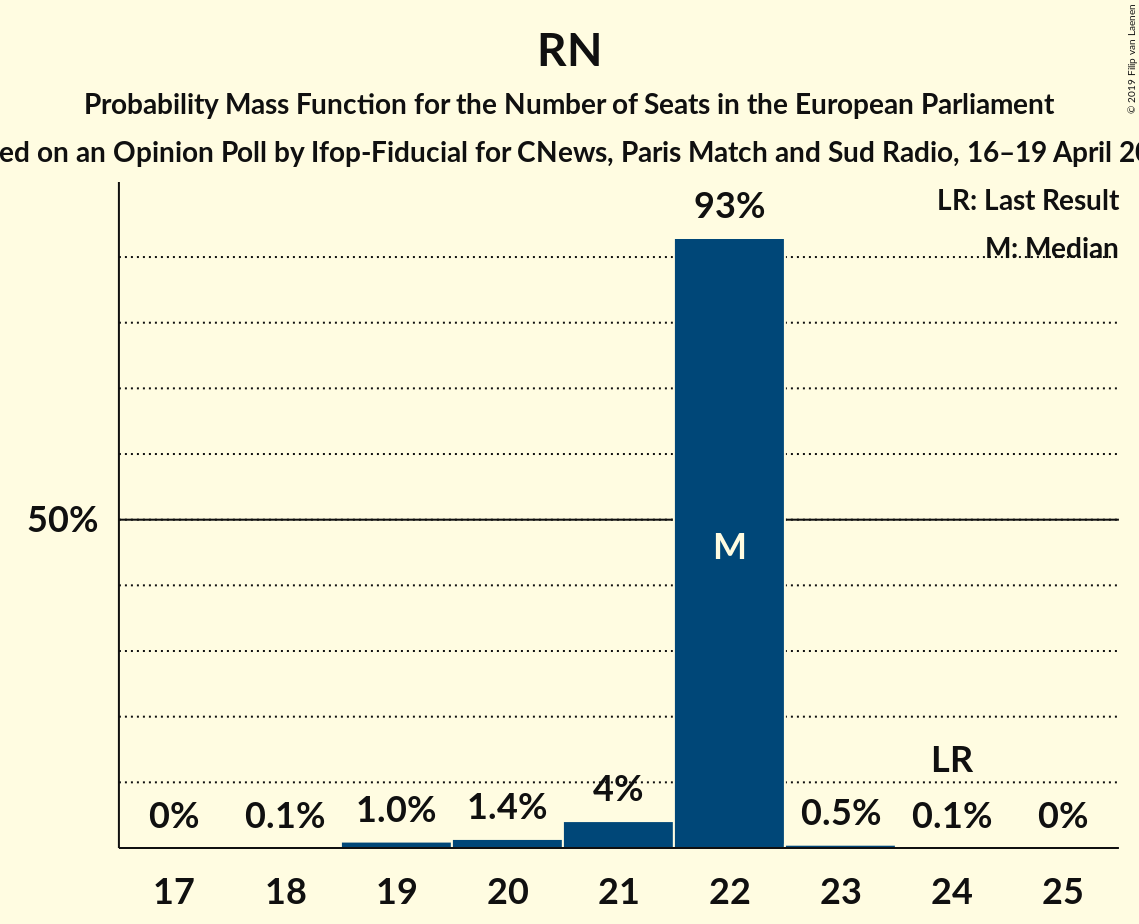 RN
Probability Mass Function for the Number of Seats in the European Parliament
ed on an Opinion Poll by Ifop-Fiducial for CNews, Paris Match and Sud Radio, 16–19 April 20
© 2019 Filip van Laenen
LR: Last Result
M: Median
93%
50%
M
LR
0% 0.1% 1.0% 1.4% 4% 0.5% 0.1% 0%
17 18 19 20 21 22 23 24 25